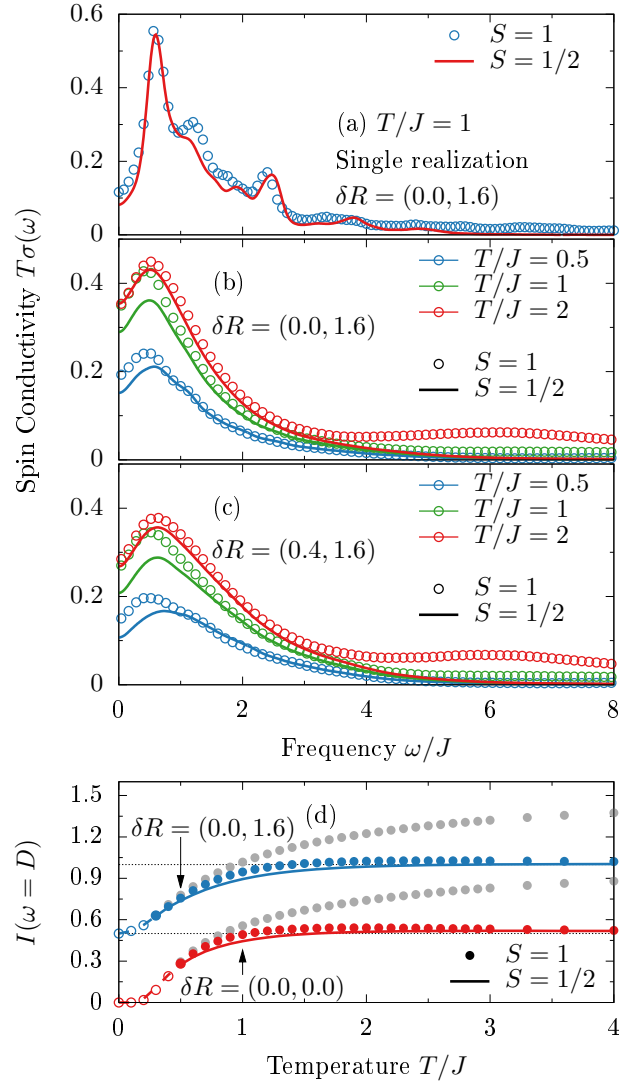 Spin Conductivity Tσ(ω)
0.6
0.4
0.2
0
S = 1
S = 1/2
(a) T/J = 1
Single realization
δR = (0.0, 1.6)
0.4
0.2
0
(b)
δR = (0.0, 1.6)
T/J = 0.5
T/J = 1
T/J = 2
S = 1
S = 1/2
0.4
0.2
0
(c)
δR = (0.4, 1.6)
T/J = 0.5
T/J = 1
T/J = 2
S = 1
S = 1/2
0 2 4 6 8
Frequency ω/J
I(ω = D)
1.5
1.2
0.9
0.6
0.3
0
δR = (0.0, 1.6)
(d)
δR = (0.0, 0.0)
S = 1
S = 1/2
0 1 2 3 4
Temperature T/J